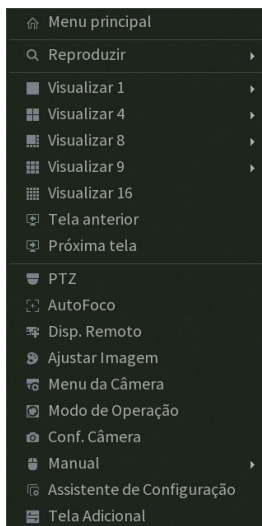 Menu principal
Reproduzir
Visualizar 1
Visualizar 4
Visualizar 8
Visualizar 9
Visualizar 16
Tela anterior
Próxima tela
PTZ
AutoFoco
Disp. Remoto
Ajustar Imagem
Menu da Câmera
Modo de Operação
Conf. Câmera
Manual
Assistente de Configuração
Tela Adicional